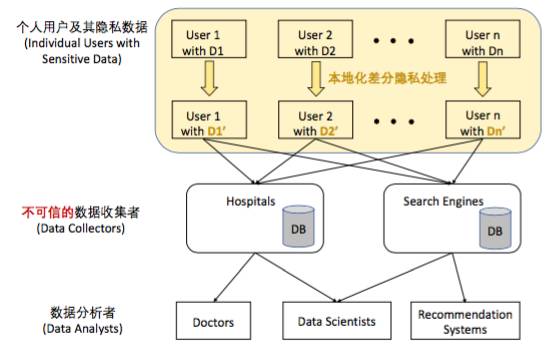 个人用户及其隐私数据
(Individual Users with
Sensitive Data)
User 1
with D1
User 2
with D2
User n
with Dn
本地化差分隐私处理
User 1
with D1’
User 2
with D2’
User n
with Dn’
不可信的数据收集者
(Data Collectors)
Hospitals
DB
Search Engines
DB
数据分析者
(Data Analysts)
Doctors
Data Scientists
Recommendation
Systems